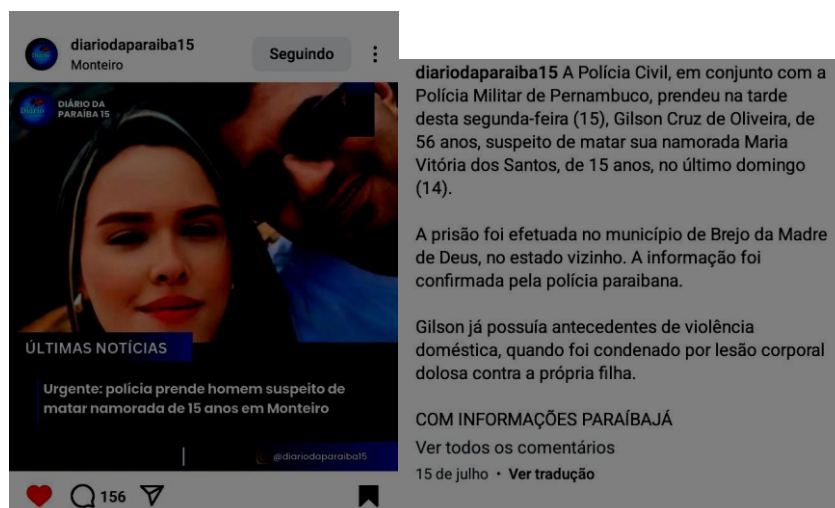 diariodaparaiba15
Monteiro
Seguindo
Diário
DIÁRIO DA
PARAÍBA 15
ÚLTIMAS NOTÍCIAS
Urgente: polícia prende homem suspeito de
matar namorada de 15 anos em Monteiro
@diariodaparaiba15
156
diariodaparaiba15 A Polícia Civil, em conjunto com a
Polícia Militar de Pernambuco, prendeu na tarde
desta segunda-feira (15), Gilson Cruz de Oliveira, de
56 anos, suspeito de matar sua namorada Maria
Vitória dos Santos, de 15 anos, no último domingo
(14).
A prisão foi efetuada no município de Brejo da Madre
de Deus, no estado vizinho. A informação foi
confirmada pela polícia paraibana.
Gilson já possuía antecedentes de violência
doméstica, quando foi condenado por lesão corporal
dolosa contra a própria filha.
COM INFORMAÇÕES PARAÍBAJÁ
Ver todos os comentários
15 de julho • Ver tradução